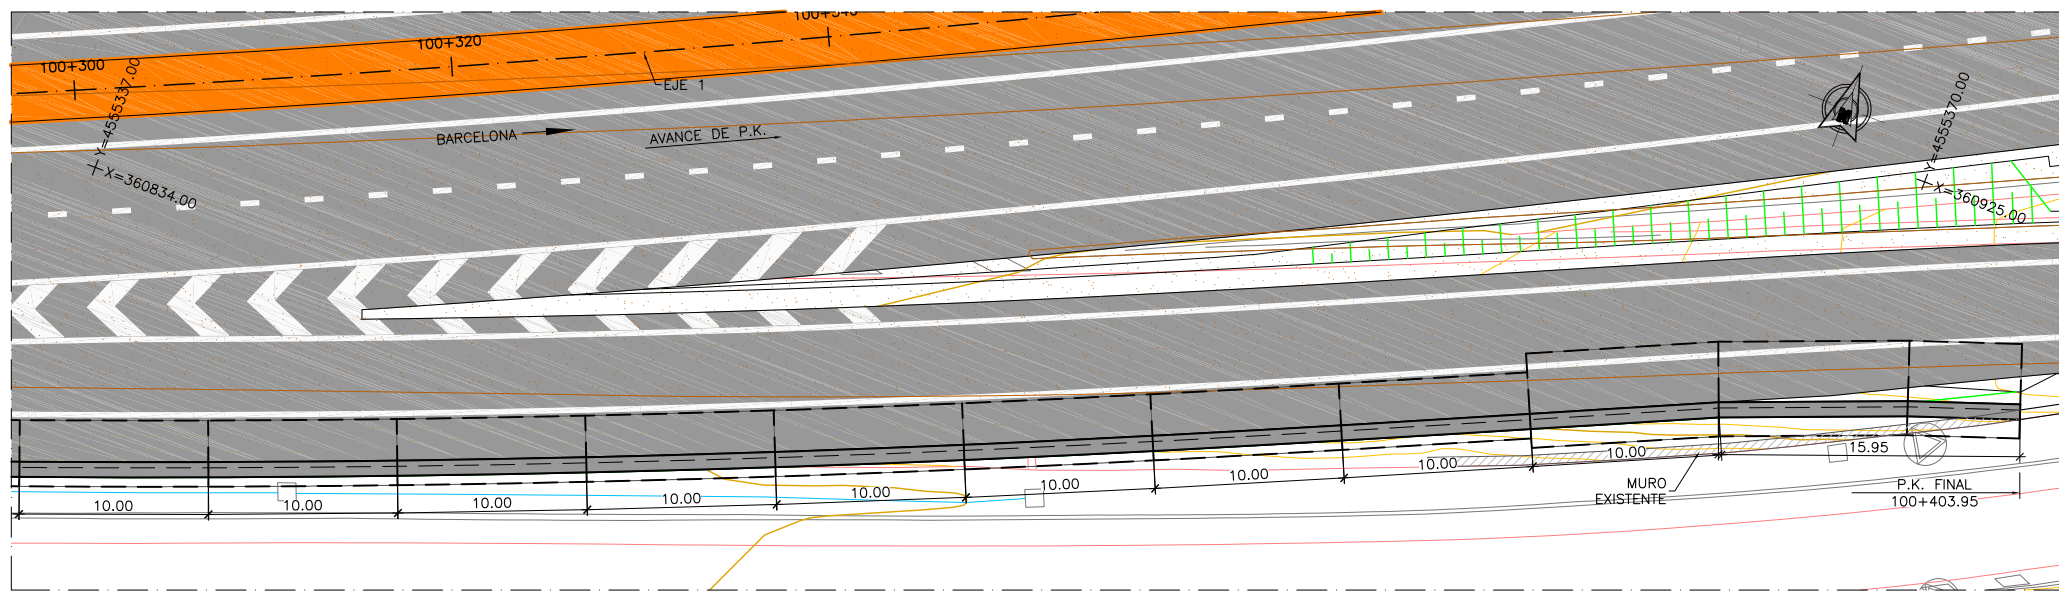 100+340
100+320
100+300
Y=4555337.00
X=360834.00
EJE 1
BARCELONA
AVANCE DE P.K.
Y=4555370.00
X=360925.00
10.00
10.00
10.00
10.00
10.00
10.00
10.00
10.00
10.00
15.95
MURO
EXISTENTE
P.K. FINAL
100+403.95